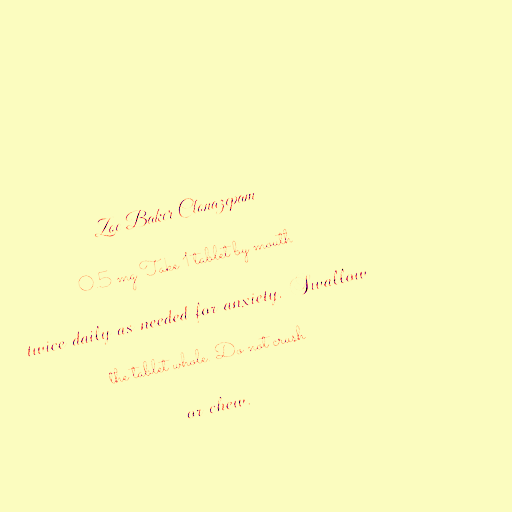 Zoe Baker Clonazepam
0.5 mg Take 1 tablet by mouth
twice daily as needed for anxiety. Swallow
the tablet whole. Do not crush
or chew.